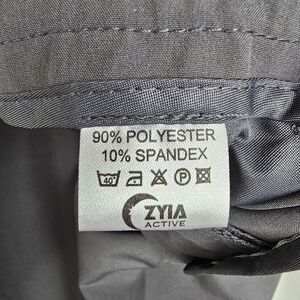 90% POLYESTER
10% SPANDEX
40°
P
ZYIA
ACTIVE